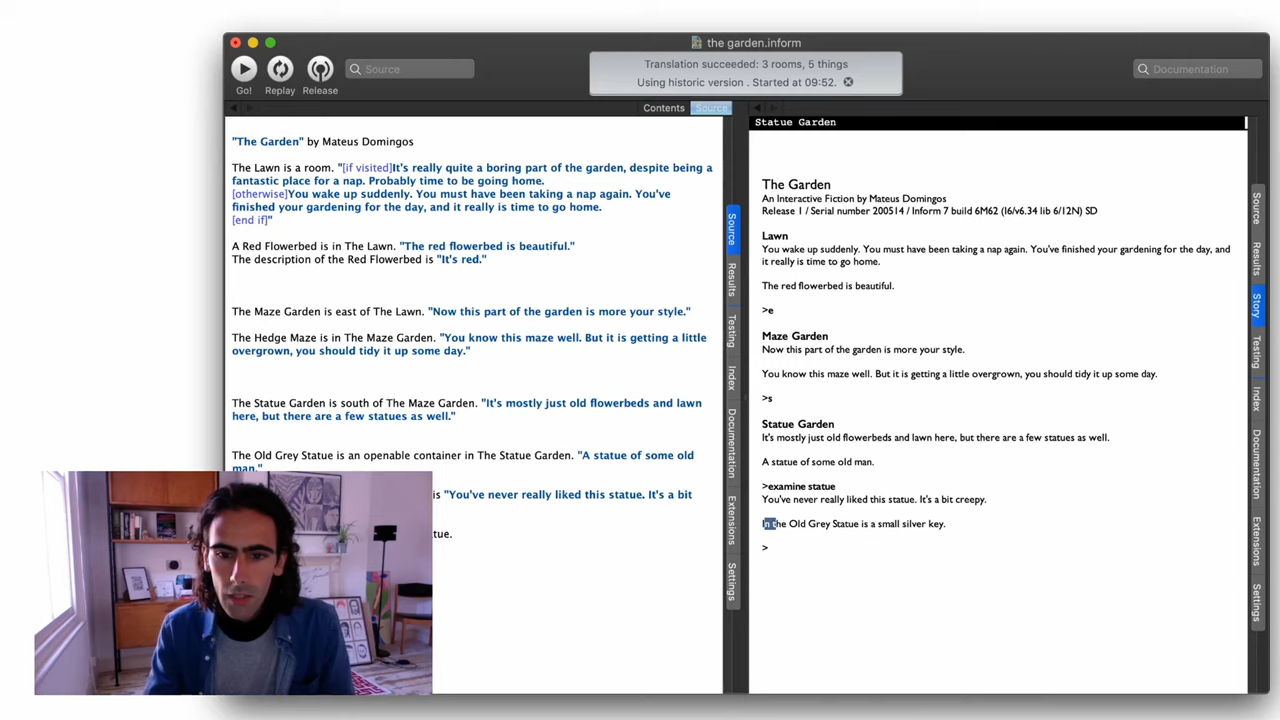 the garden.inform
Translation succeeded: 3 rooms, 5 things
Using historic version . Started at 09:52.
Go!
Replay
Release
Source
Documentation
Contents
Source
"The Garden" by Mateus Domingos
The Lawn is a room. "[if visited]It's really quite a boring part of the garden, despite being a
fantastic place for a nap. Probably time to be going home.
[otherwise]You wake up suddenly. You must have been taking a nap again. You've
finished your gardening for the day, and it really is time to go home.
[end if]"
A Red Flowerbed is in The Lawn. "The red flowerbed is beautiful."
The description of the Red Flowerbed is "It's red."
The Maze Garden is east of The Lawn. "Now this part of the garden is more your style."
The Hedge Maze is in The Maze Garden. "You know this maze well. But it is getting a little
overgrown, you should tidy it up some day."
The Statue Garden is south of The Maze Garden. "It's mostly just old flowerbeds and lawn
here, but there are a few statues as well."
The Old Grey Statue is an openable container in The Statue Garden. "A statue of some old
man."
is "You've never really liked this statue. It's a bit
tue.
Source
Results
Testing
Index
Documentation
Extensions
Settings
Statue Garden
The Garden
An Interactive Fiction by Mateus Domingos
Release 1 / Serial number 200514 / Inform 7 build 6M62 (I6/v6.34 lib 6/12N) SD
Lawn
You wake up suddenly. You must have been taking a nap again. You've finished your gardening for the day, and
it really is time to go home.
The red flowerbed is beautiful.
>e
Maze Garden
Now this part of the garden is more your style.
You know this maze well. But it is getting a little overgrown, you should tidy it up some day.
>s
Statue Garden
It's mostly just old flowerbeds and lawn here, but there are a few statues as well.
A statue of some old man.
>examine statue
You've never really liked this statue. It's a bit creepy.
In the Old Grey Statue is a small silver key.
>
Source
Results
Story
Testing
Index
Documentation
Extensions
Settings